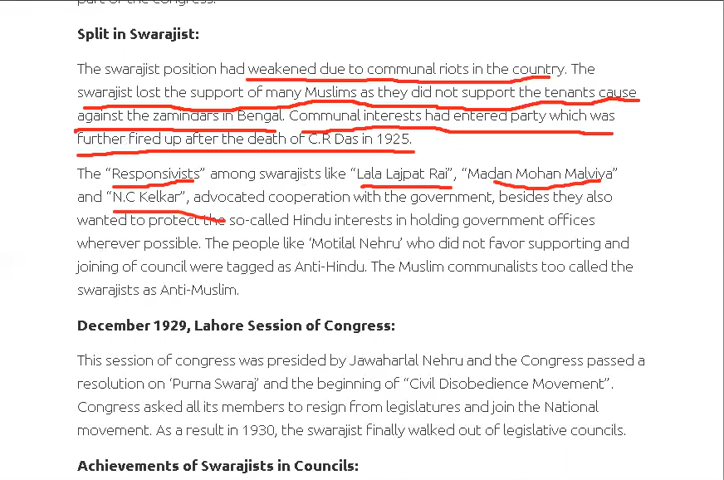 part of the congress.
Split in Swarajist:
The swarajist position had weakened due to communal riots in the country. The
swarajist lost the support of many Muslims as they did not support the tenants cause
against the zamindars in Bengal. Communal interests had entered party which was
further fired up after the death of C.R Das in 1925.
The “Responsivists” among swarajists like “Lala Lajpat Rai”, “Madan Mohan Malviya”
and “N.C Kelkar”, advocated cooperation with the government, besides they also
wanted to protect the so-called Hindu interests in holding government offices
wherever possible. The people like ‘Motilal Nehru’ who did not favor supporting and
joining of council were tagged as Anti-Hindu. The Muslim communalists too called the
swarajists as Anti-Muslim.
December 1929, Lahore Session of Congress:
This session of congress was presided by Jawaharlal Nehru and the Congress passed a
resolution on ‘Purna Swaraj’ and the beginning of “Civil Disobedience Movement”.
Congress asked all its members to resign from legislatures and join the National
movement. As a result in 1930, the swarajist finally walked out of legislative councils.
Achievements of Swarajists in Councils: